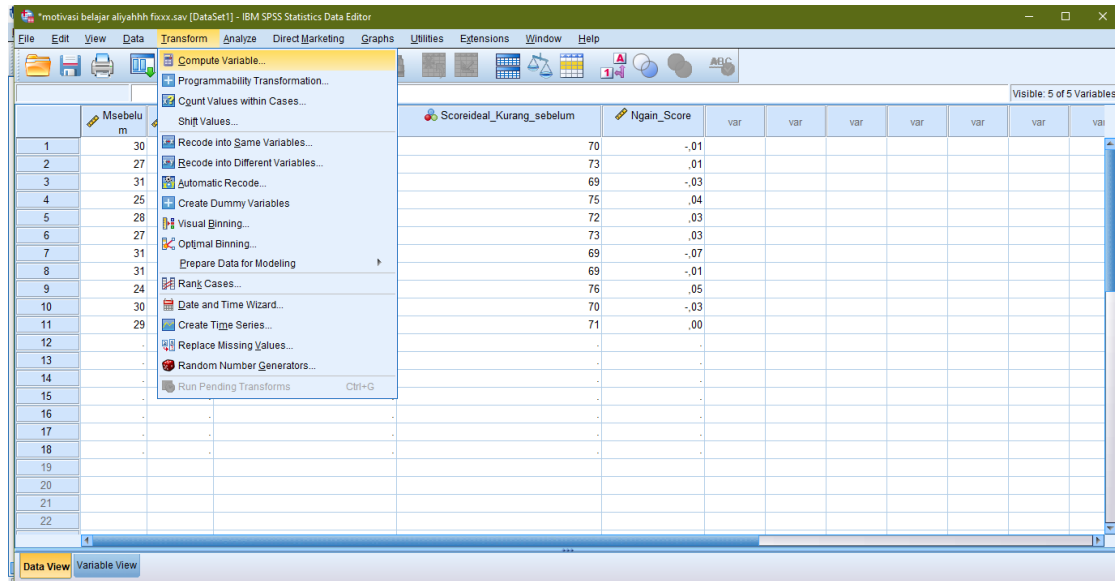 *motivasi belajar aliyahhh fixxx.sav [DataSet1] - IBM SPSS Statistics Data Editor
File Edit View Data Transform Analyze Direct Marketing Graphs Utilities Extensions Window Help
Compute Variable...
Programmability Transformation...
Count Values within Cases...
Shift Values...
Recode into Same Variables...
Recode into Different Variables...
Automatic Recode...
Create Dummy Variables
Visual Binning...
Optimal Binning...
Prepare Data for Modeling
Rank Cases...
Date and Time Wizard...
Create Time Series...
Replace Missing Values...
Random Number Generators...
Run Pending Transforms Ctrl+G
Visible: 5 of 5 Variables
Msebelum Scoreideal_Kurang_sebelum Ngain_Score var var var var var var
1 30 70 -,01
2 27 73 ,01
3 31 69 -,03
4 25 75 ,04
5 28 72 ,03
6 27 73 ,03
7 31 69 -,07
8 31 69 -,01
9 24 76 ,05
10 30 70 -,03
11 29 71 ,00
12 . . .
13 . . .
14 . . .
15 . . . . .
16 . . . . .
17 . . . . .
18 . . . . .
19
20
21
22
Data View Variable View